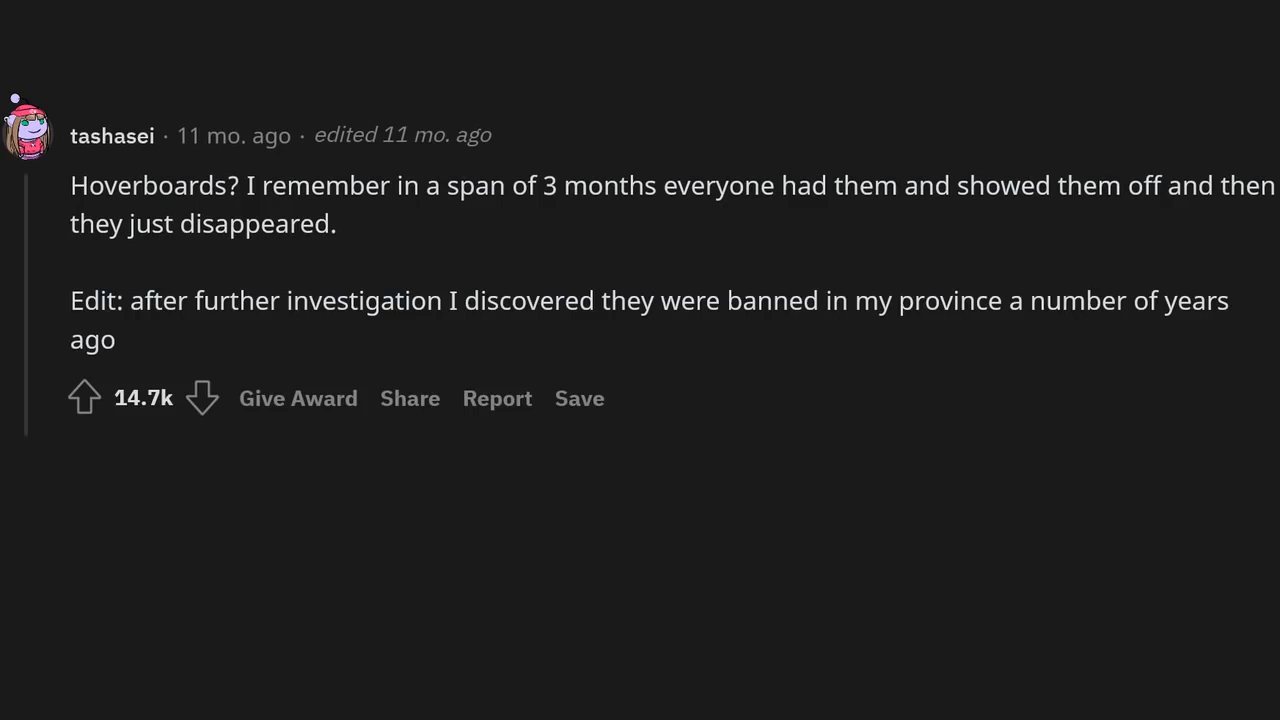 tashasei · 11 mo. ago · edited 11 mo. ago
Hoverboards? I remember in a span of 3 months everyone had them and showed them off and then
they just disappeared.
Edit: after further investigation I discovered they were banned in my province a number of years
ago
14.7k Give Award Share Report Save